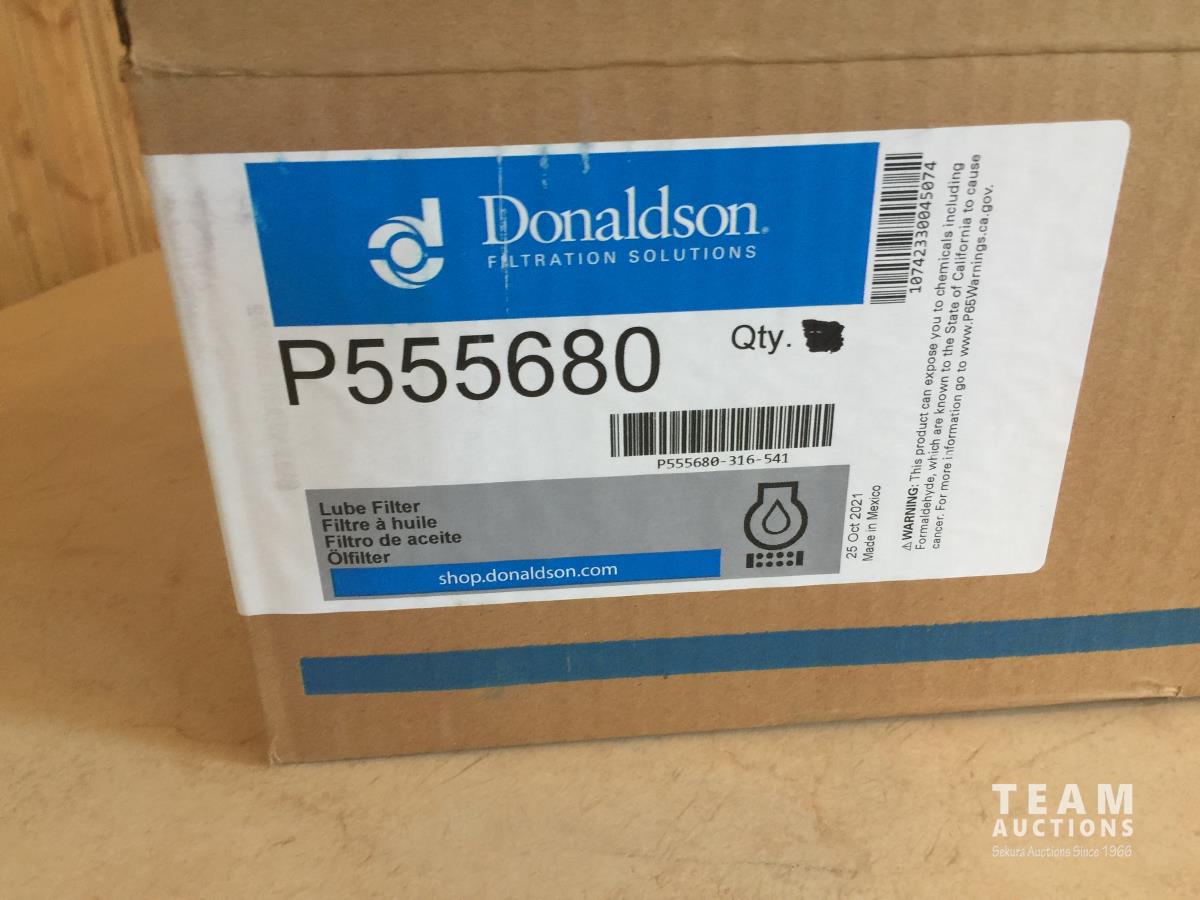 Donaldson®
FILTRATION SOLUTIONS
P555680
Qty.
P555680-316-541
Lube Filter
Filtre à huile
Filtro de aceite
Ölfilter
shop.donaldson.com
25 Oct 2021
Made in Mexico
10742330045074
⚠WARNING: This product can expose you to chemicals including
Formaldehyde, which are known to the State of California to cause
cancer. For more information go to www.P65Warnings.ca.gov.
TEAM
AUCTIONS
Sekura Auctions Since 1966